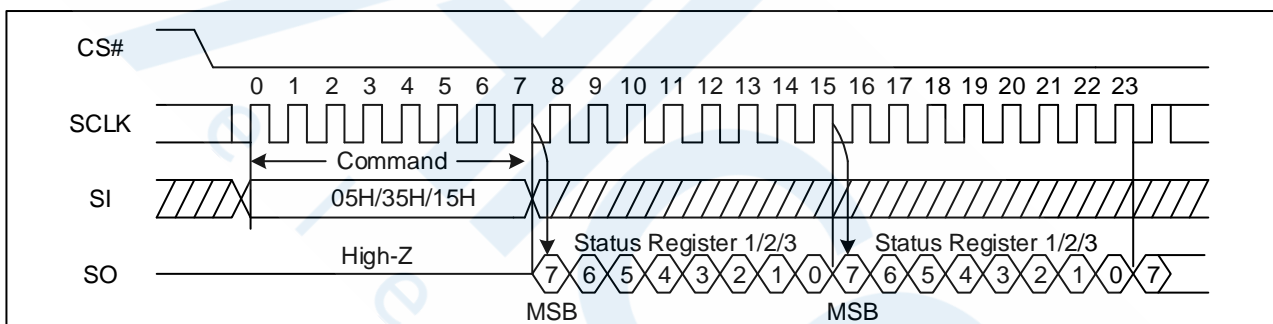 CS#
0 1 2 3 4 5 6 7 8 9 10 11 12 13 14 15 16 17 18 19 20 21 22 23
SCLK
Command
SI
05H/35H/15H
High-Z
Status Register 1/2/3 Status Register 1/2/3
SO
7 6 5 4 3 2 1 0 7 6 5 4 3 2 1 0 7
MSB MSB